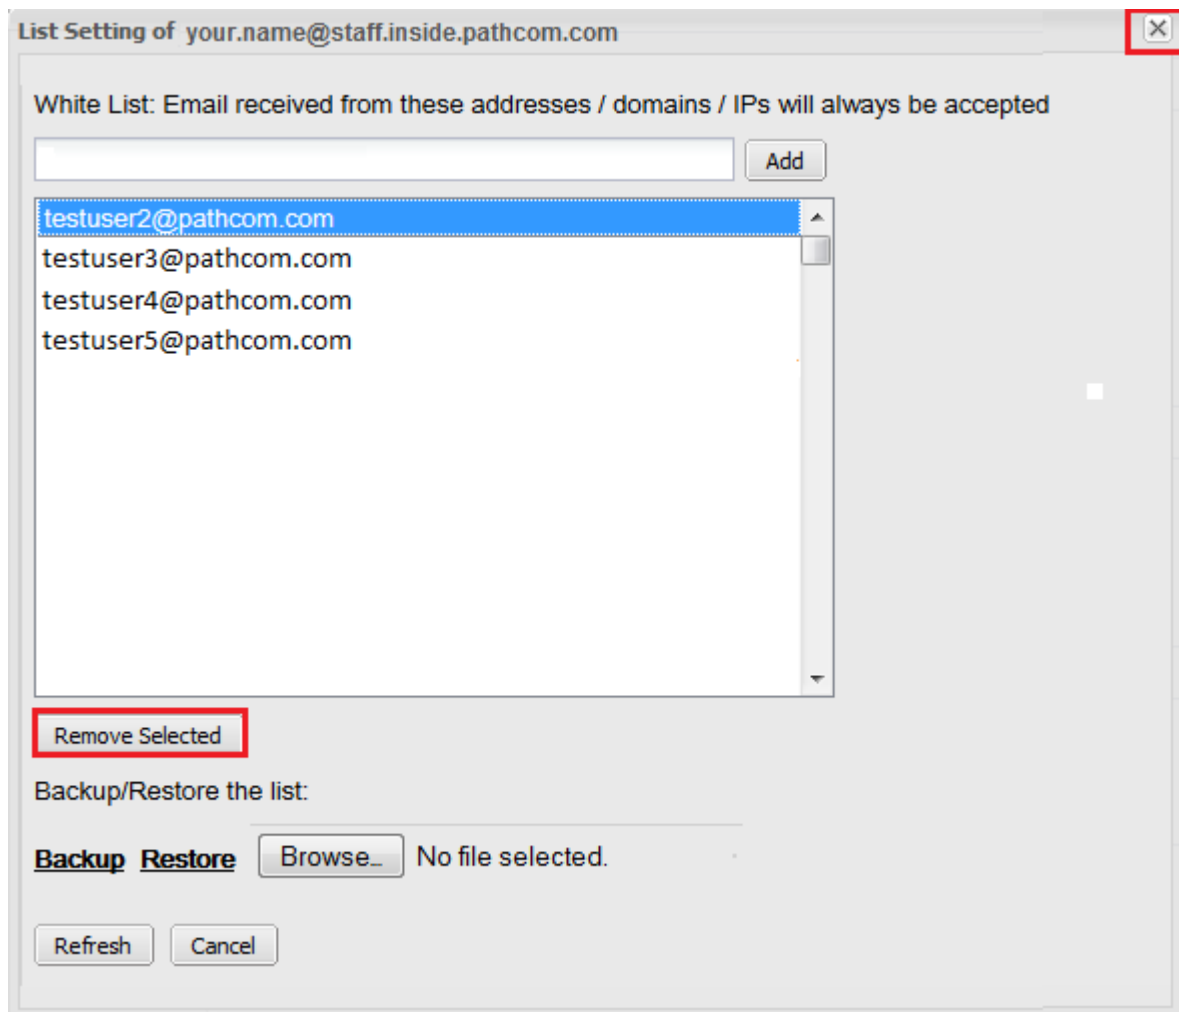 List Setting of your.name@staff.inside.pathcom.com
White List: Email received from these addresses / domains / IPs will always be accepted
Add
testuser2@pathcom.com
testuser3@pathcom.com
testuser4@pathcom.com
testuser5@pathcom.com
Remove Selected
Backup/Restore the list:
Backup Restore Browse... No file selected.
Refresh Cancel